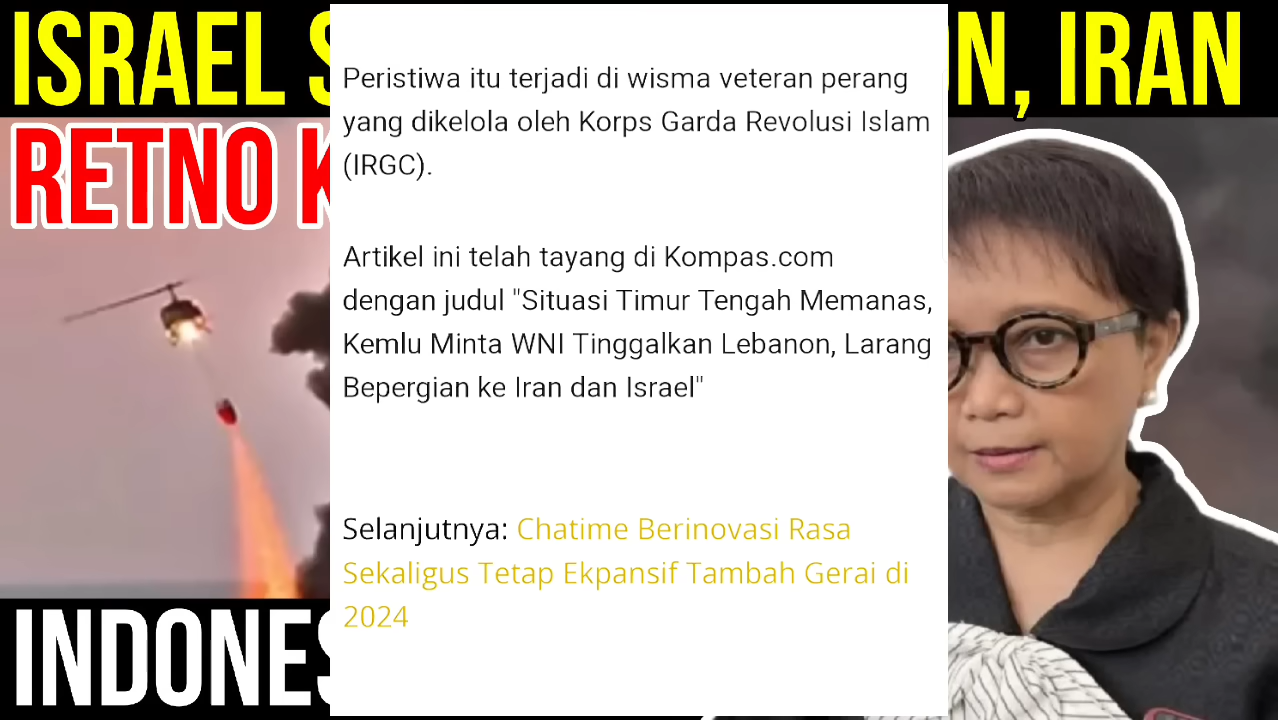 ISRAEL
N, IRAN
RETNO
INDONES
Peristiwa itu terjadi di wisma veteran perang
yang dikelola oleh Korps Garda Revolusi Islam
(IRGC).
Artikel ini telah tayang di Kompas.com
dengan judul "Situasi Timur Tengah Memanas,
Kemlu Minta WNI Tinggalkan Lebanon, Larang
Bepergian ke Iran dan Israel"
Selanjutnya: Chatime Berinovasi Rasa
Sekaligus Tetap Ekpansif Tambah Gerai di
2024